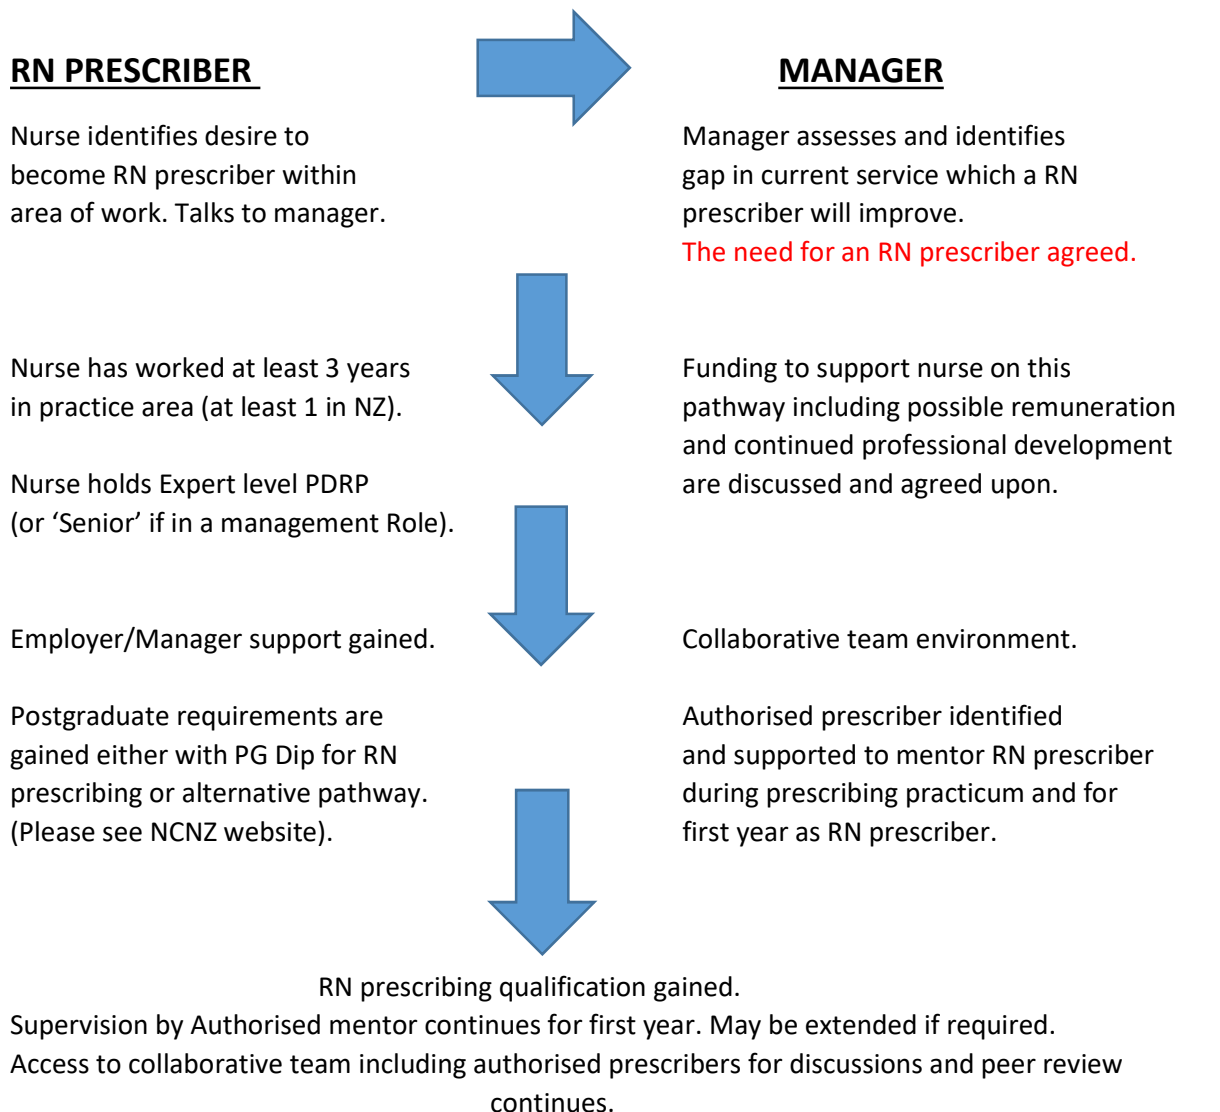 RN PRESCRIBER
MANAGER
Nurse identifies desire to
become RN prescriber within
area of work. Talks to manager.
Manager assesses and identifies
gap in current service which a RN
prescriber will improve.
The need for an RN prescriber agreed.
Nurse has worked at least 3 years
in practice area (at least 1 in NZ).
Nurse holds Expert level PDRP
(or ‘Senior’ if in a management Role).
Funding to support nurse on this
pathway including possible remuneration
and continued professional development
are discussed and agreed upon.
Employer/Manager support gained.
Collaborative team environment.
Postgraduate requirements are
gained either with PG Dip for RN
prescribing or alternative pathway.
(Please see NCNZ website).
Authorised prescriber identified
and supported to mentor RN prescriber
during prescribing practicum and for
first year as RN prescriber.
RN prescribing qualification gained.
Supervision by Authorised mentor continues for first year. May be extended if required.
Access to collaborative team including authorised prescribers for discussions and peer review
continues.